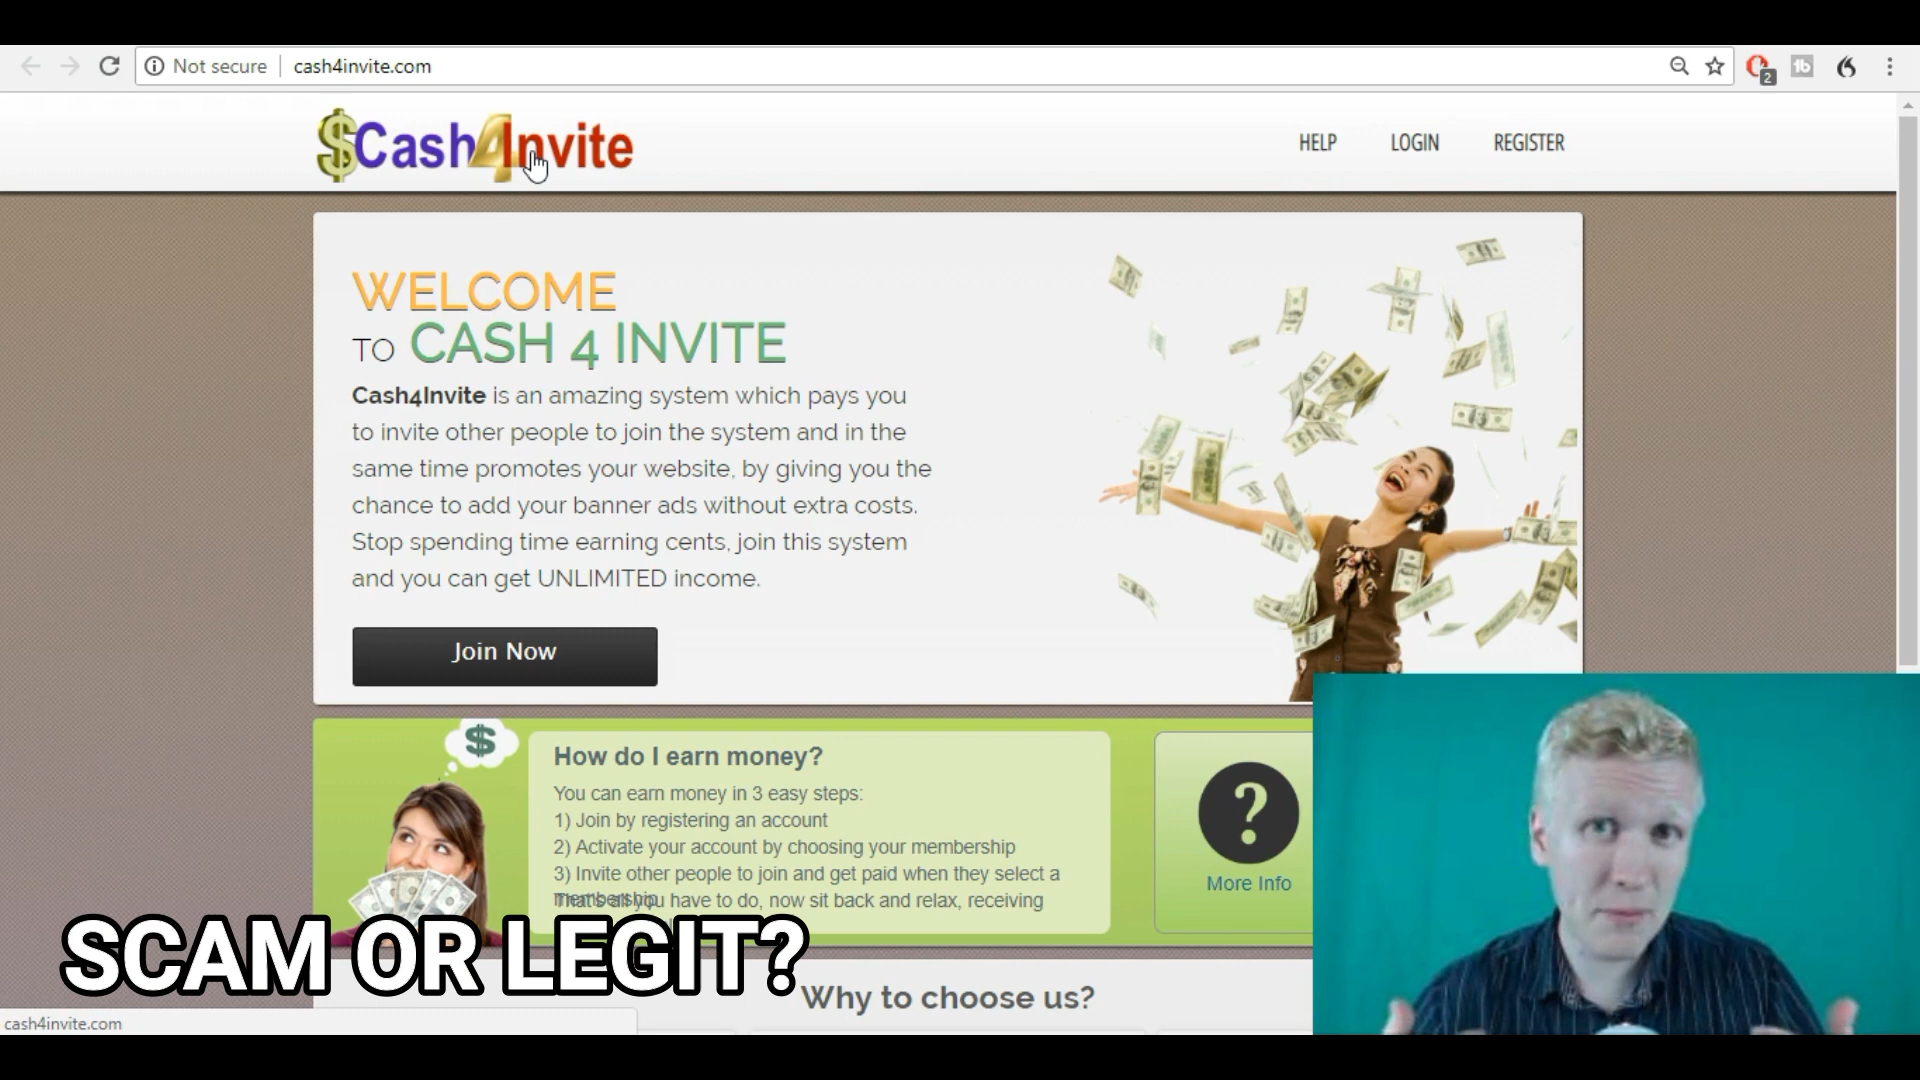 Not secure
cash4invite.com
2
tb
$Cash4Invite
HELP
LOGIN
REGISTER
WELCOME
TO CASH 4 INVITE
Cash4Invite is an amazing system which pays you
to invite other people to join the system and in the
same time promotes your website, by giving you the
chance to add your banner ads without extra costs.
Stop spending time earning cents, join this system
and you can get UNLIMITED income.
Join Now
$
How do I earn money?
You can earn money in 3 easy steps:
1) Join by registering an account
2) Activate your account by choosing your membership
3) Invite other people to join and get paid when they select a
membership
That's all you have to do, now sit back and relax, receiving
?
More Info
SCAM OR LEGIT?
Why to choose us?
cash4invite.com